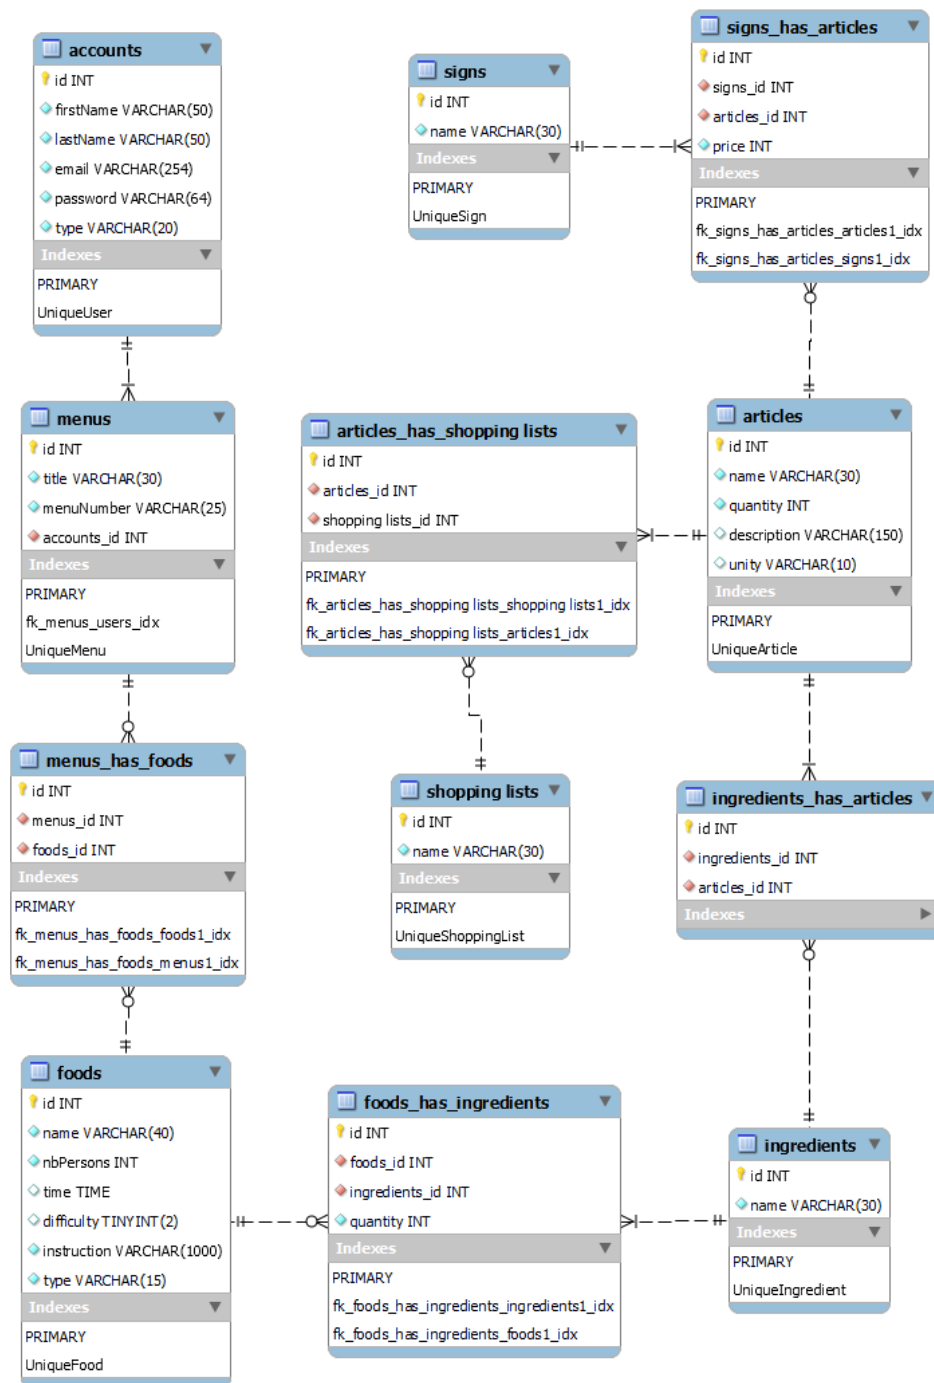 accounts
id INT
firstName VARCHAR(50)
lastName VARCHAR(50)
email VARCHAR(254)
password VARCHAR(64)
type VARCHAR(20)
Indexes
PRIMARY
UniqueUser
signs
id INT
name VARCHAR(30)
Indexes
PRIMARY
UniqueSign
signs_has_articles
id INT
signs_id INT
articles_id INT
price INT
Indexes
PRIMARY
fk_signs_has_articles_articles1_idx
fk_signs_has_articles_signs1_idx
menus
id INT
title VARCHAR(30)
menuNumber VARCHAR(25)
accounts_id INT
Indexes
PRIMARY
fk_menus_users_idx
UniqueMenu
articles_has_shopping lists
id INT
articles_id INT
shopping lists_id INT
Indexes
PRIMARY
fk_articles_has_shopping lists_shopping lists1_idx
fk_articles_has_shopping lists_articles1_idx
articles
id INT
name VARCHAR(30)
quantity INT
description VARCHAR(150)
unity VARCHAR(10)
Indexes
PRIMARY
UniqueArticle
menus_has_foods
id INT
menus_id INT
foods_id INT
Indexes
PRIMARY
fk_menus_has_foods_foods1_idx
fk_menus_has_foods_menus1_idx
shopping lists
id INT
name VARCHAR(30)
Indexes
PRIMARY
UniqueShoppingList
ingredients_has_articles
id INT
ingredients_id INT
articles_id INT
Indexes
foods
id INT
name VARCHAR(40)
nbPersons INT
time TIME
difficulty TINYINT(2)
instruction VARCHAR(1000)
type VARCHAR(15)
Indexes
PRIMARY
UniqueFood
foods_has_ingredients
id INT
foods_id INT
ingredients_id INT
quantity INT
Indexes
PRIMARY
fk_foods_has_ingredients_ingredients1_idx
fk_foods_has_ingredients_foods1_idx
ingredients
id INT
name VARCHAR(30)
Indexes
PRIMARY
UniqueIngredient